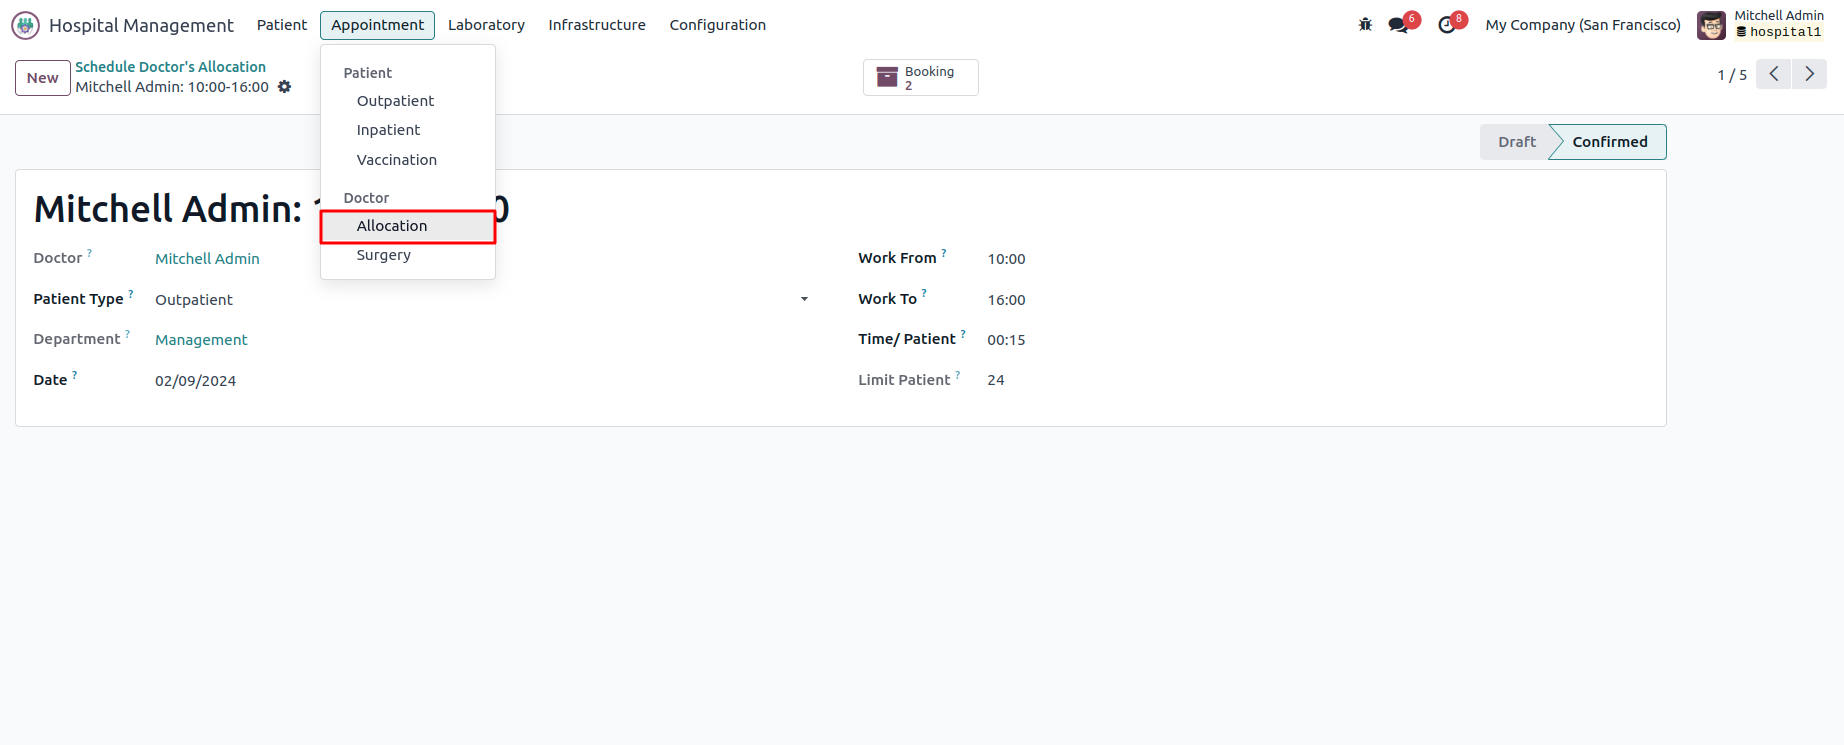 Hospital Management Patient Appointment Laboratory Infrastructure Configuration 6 8 My Company (San Francisco) Mitchell Admin
hospital1
New Schedule Doctor's Allocation
Mitchell Admin: 10:00-16:00
Booking
2
1 / 5
Patient
Outpatient
Inpatient
Vaccination
Doctor
Allocation
Surgery
Draft Confirmed
Mitchell Admin: 1 0
Doctor ? Mitchell Admin
Patient Type ? Outpatient
Department ? Management
Date ? 02/09/2024
Work From ? 10:00
Work To ? 16:00
Time/ Patient ? 00:15
Limit Patient ? 24